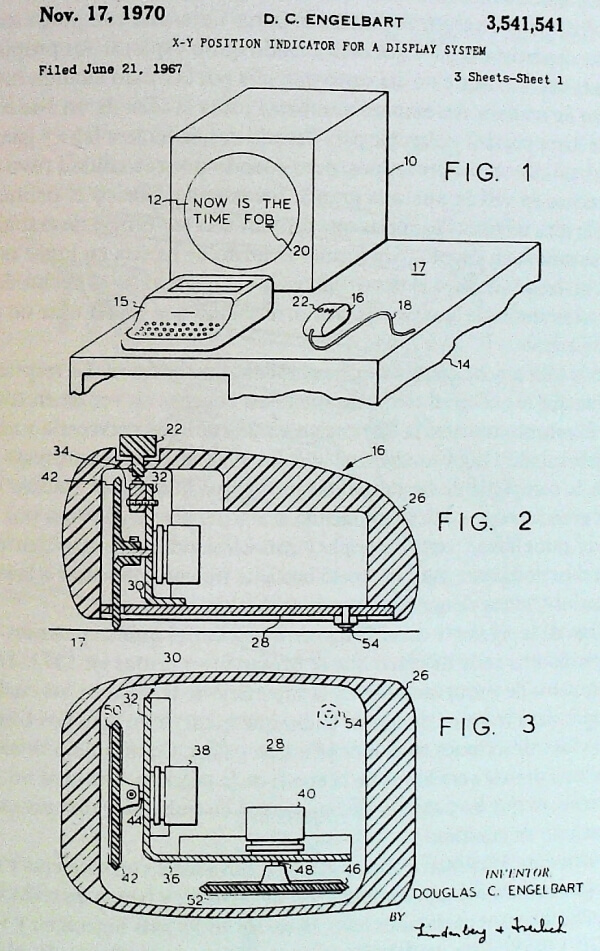 Nov. 17, 1970
D. C. ENGELBART
3,541,541
X-Y POSITION INDICATOR FOR A DISPLAY SYSTEM
Filed June 21, 1967
3 Sheets-Sheet 1
FIG. 1
10
12
NOW IS THE
TIME FOB
20
17
15
22
16
18
14
22
34
42
32
16
26
FIG. 2
30
17
28
54
30
32
26
50
54
FIG. 3
38
28
40
44
42
36
48
46
52
INVENTOR
DOUGLAS C. ENGELBART
BY
Lindenberg + Freilich